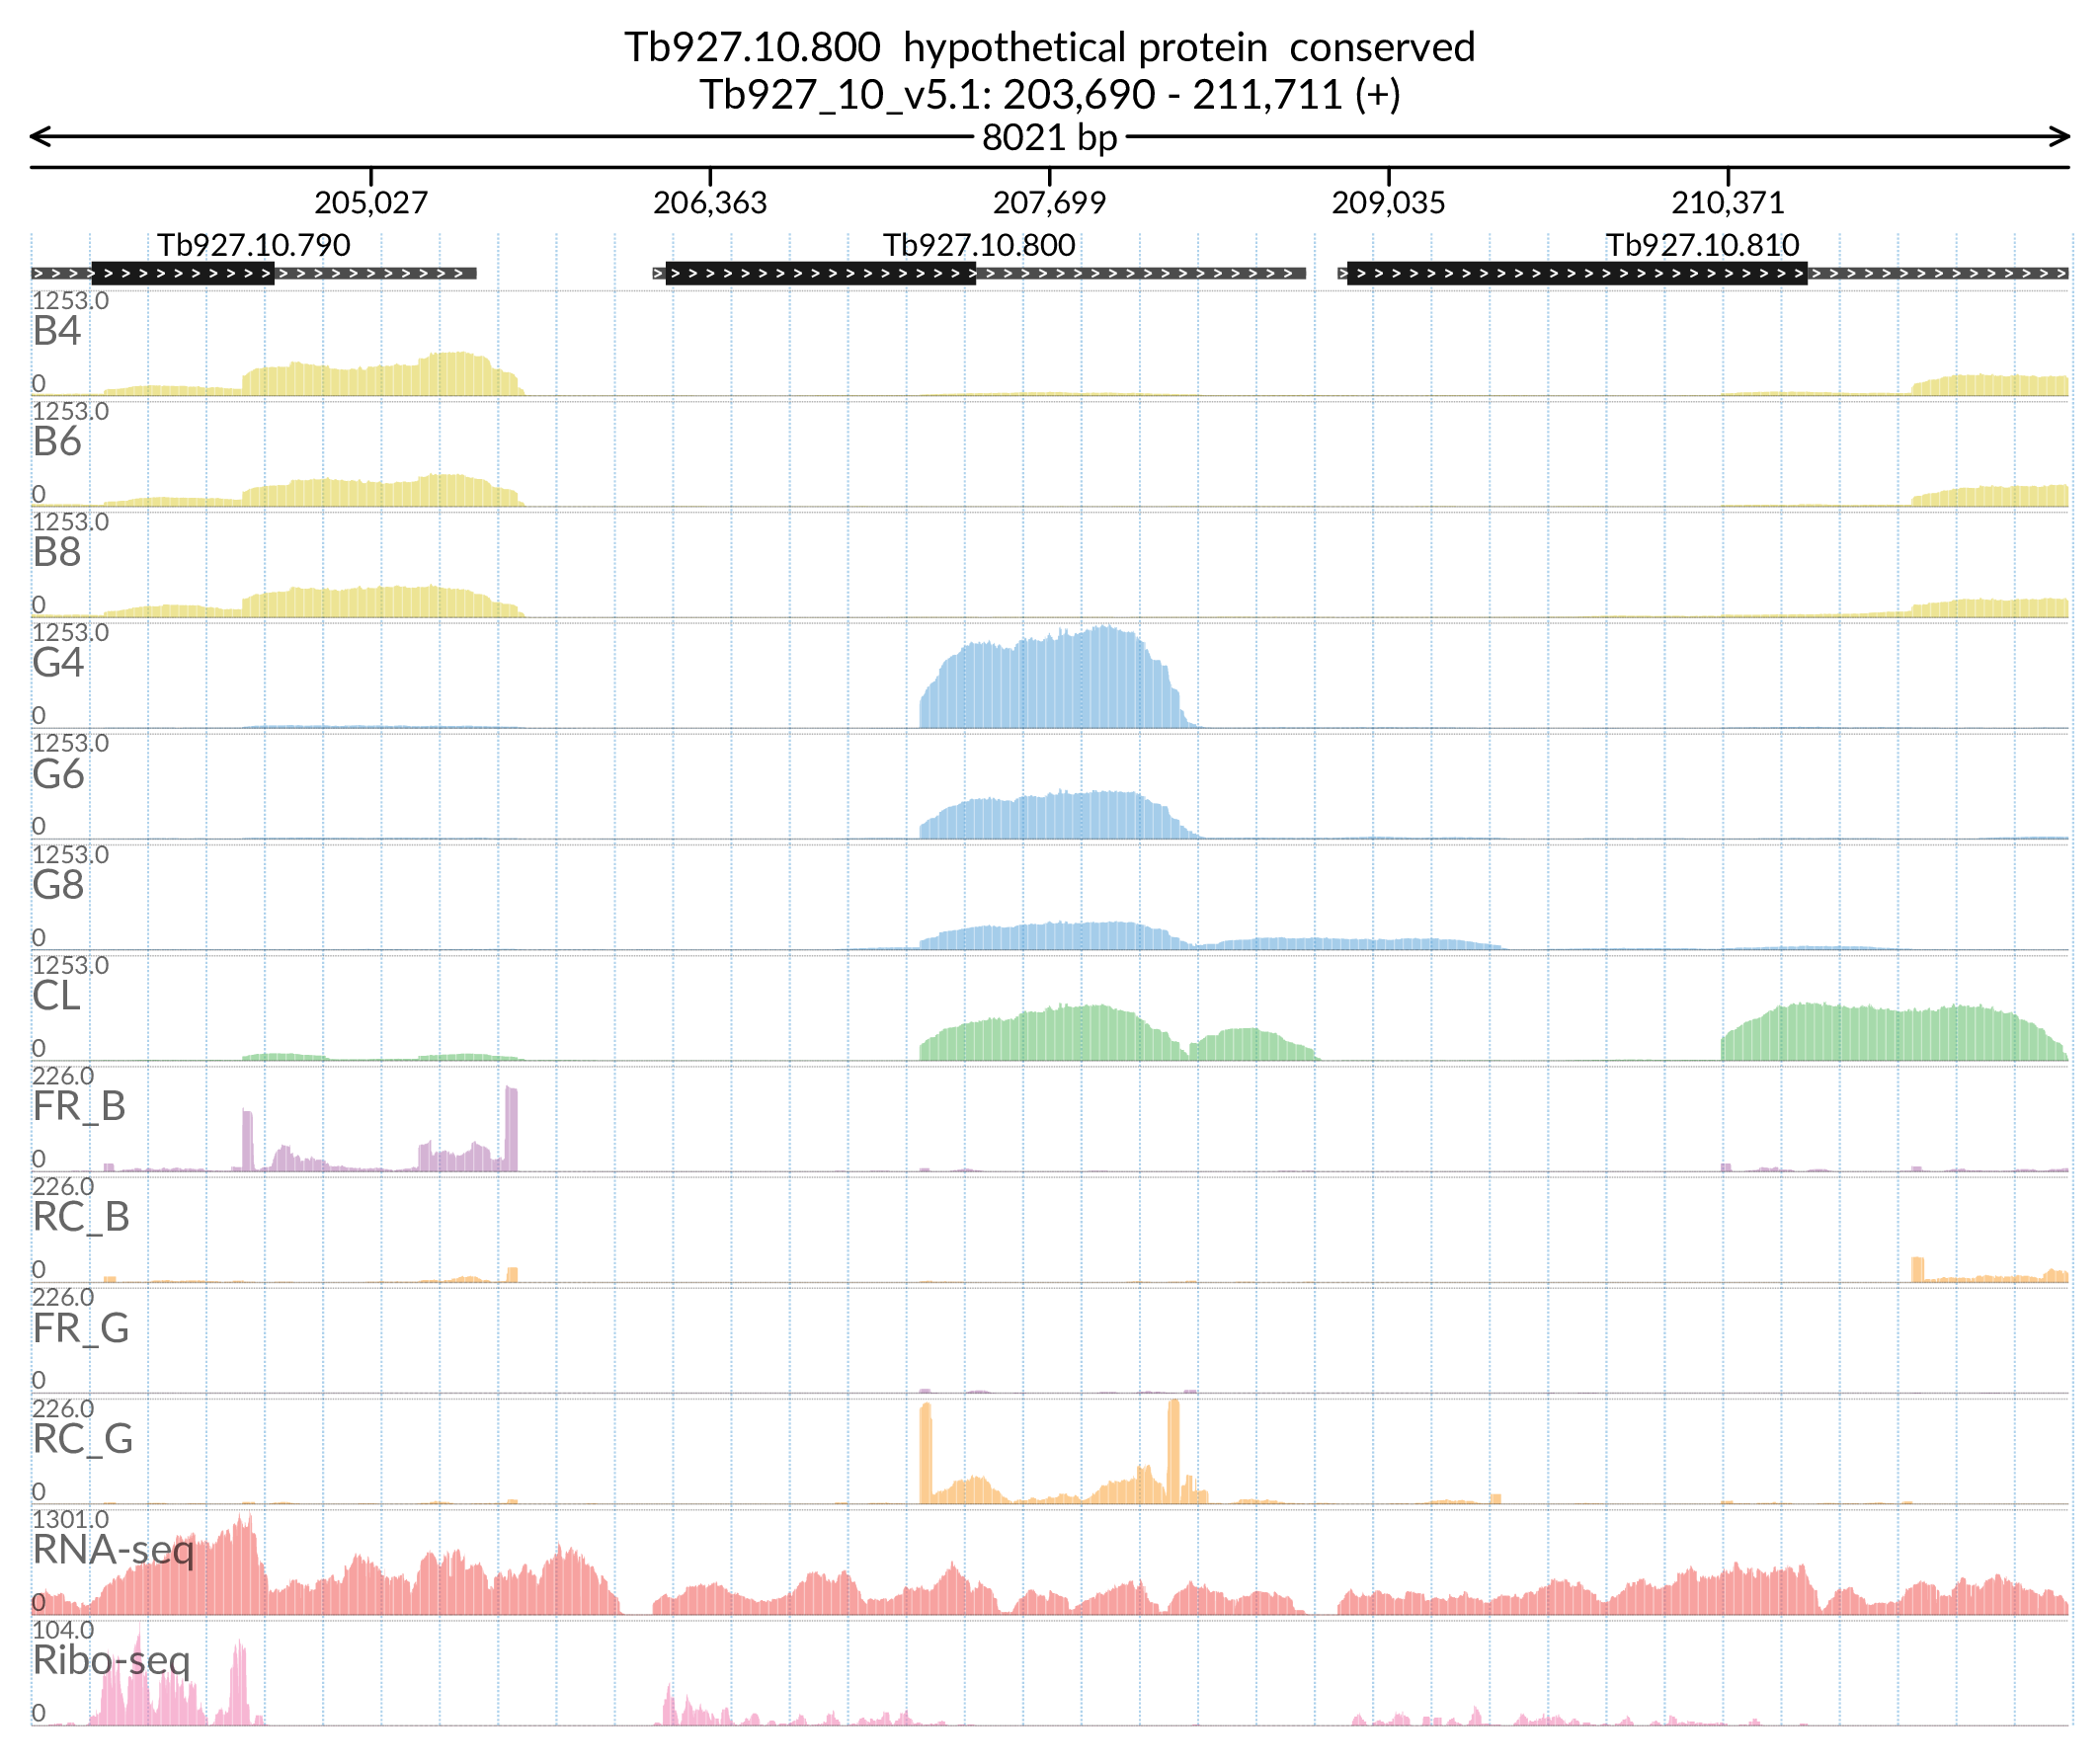 Tb927.10.800 hypothetical protein conserved
Tb927_10_v5.1: 203,690 - 211,711 (+)
8021 bp
205,027 206,363 207,699 209,035 210,371
Tb927.10.790 Tb927.10.800 Tb927.10.810
1253.0
B4
0
1253.0
B6
0
1253.0
B8
0
1253.0
G4
0
1253.0
G6
0
1253.0
G8
0
1253.0
CL
0
226.0
FR_B
0
226.0
RC_B
0
226.0
FR_G
0
226.0
RC_G
0
1301.0
RNA-seq
0
104.0
Ribo-seq
0